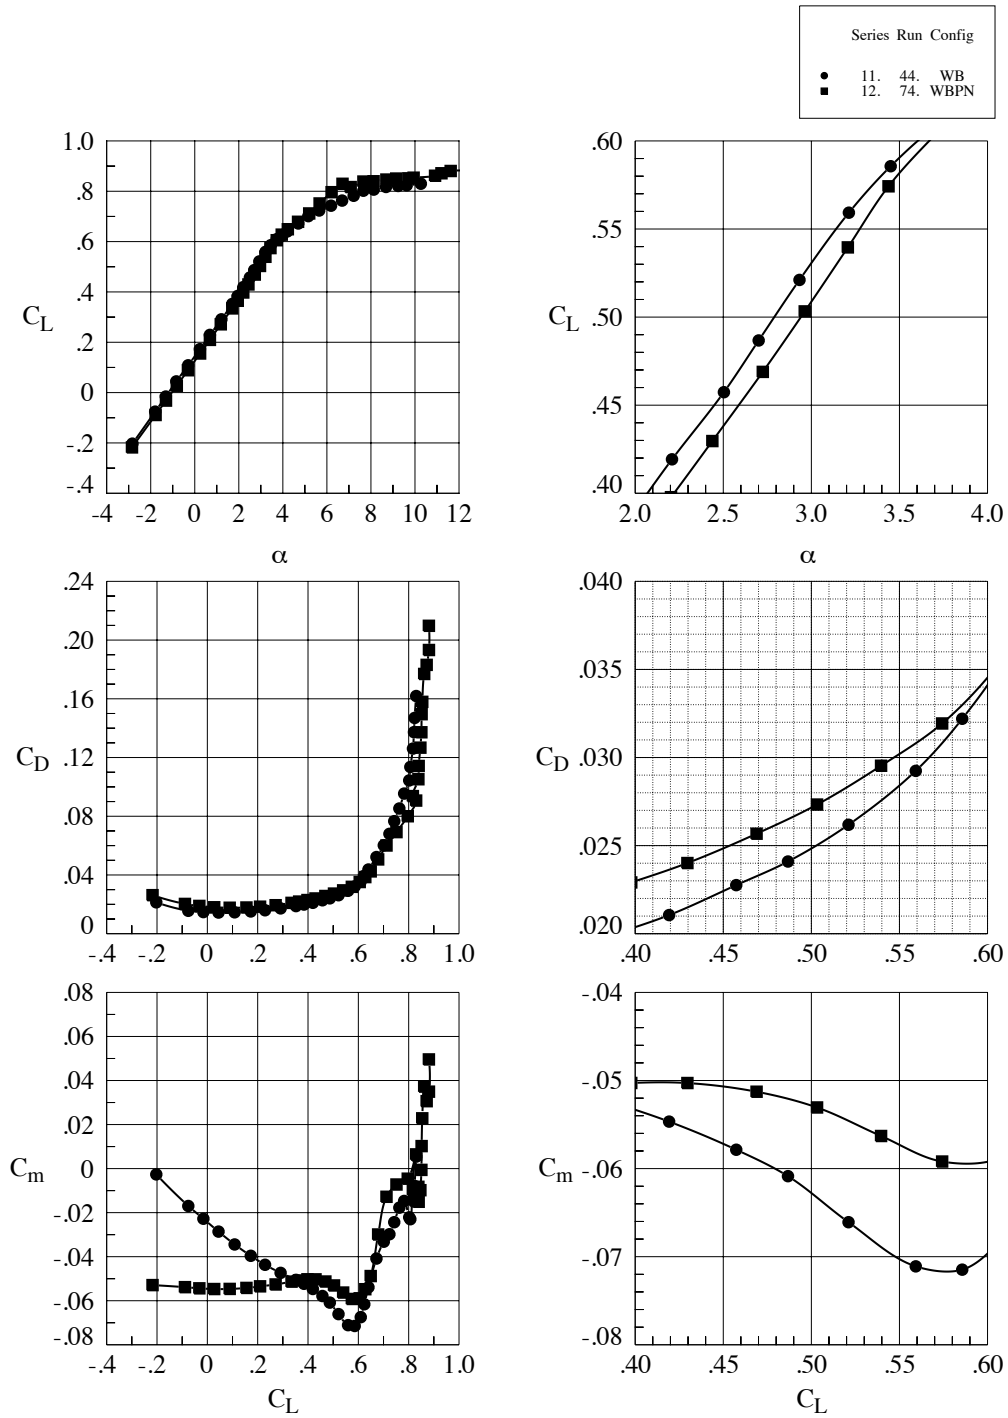 Series Run Config
11. 44. WB
12. 74. WBPN
1.0
.8
.6
.4
.2
0
-.2
-.4
C_L
-4 -2 0 2 4 6 8 10 12
α
.60
.55
.50
.45
.40
C_L
2.0 2.5 3.0 3.5 4.0
α
.24
.20
.16
.12
.08
.04
0
C_D
-.4 -.2 0 .2 .4 .6 .8 1.0
.040
.035
.030
.025
.020
C_D
.40 .45 .50 .55 .60
.08
.06
.04
.02
0
-.02
-.04
-.06
-.08
C_m
-.4 -.2 0 .2 .4 .6 .8 1.0
C_L
-.04
-.05
-.06
-.07
-.08
C_m
.40 .45 .50 .55 .60
C_L